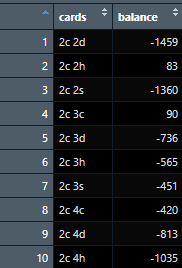 cards balance
1 2c 2d -1459
2 2c 2h 83
3 2c 2s -1360
4 2c 3c 90
5 2c 3d -736
6 2c 3h -565
7 2c 3s -451
8 2c 4c -420
9 2c 4d -813
10 2c 4h -1035